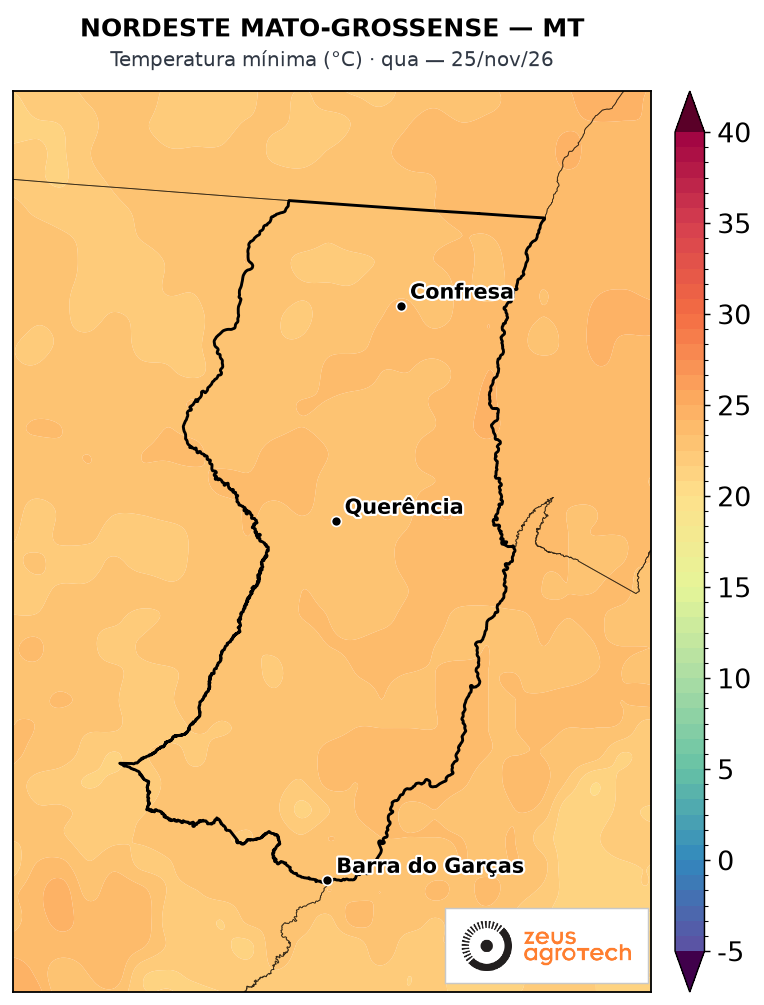 NORDESTE MATO-GROSSENSE — MT
Temperatura mínima (°C) · qua — 25/nov/26
Confresa
Querência
Barra do Garças
40
35
30
25
20
15
10
5
0
-5
zeus
agrotech